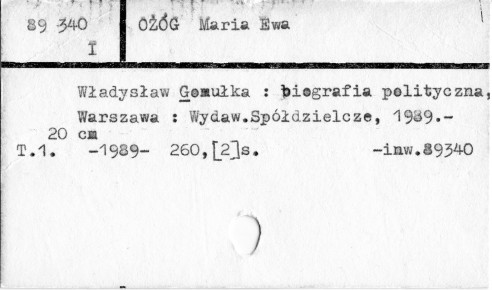 89 340 OŻÓG Maria Ewa
I
Władysław Gomułka : biografia polityczna,
Warszawa : Wydaw.Spółdzielcze, 1989.-
20 cm
T.1. -1989- 260,[2]s. -inw.89340